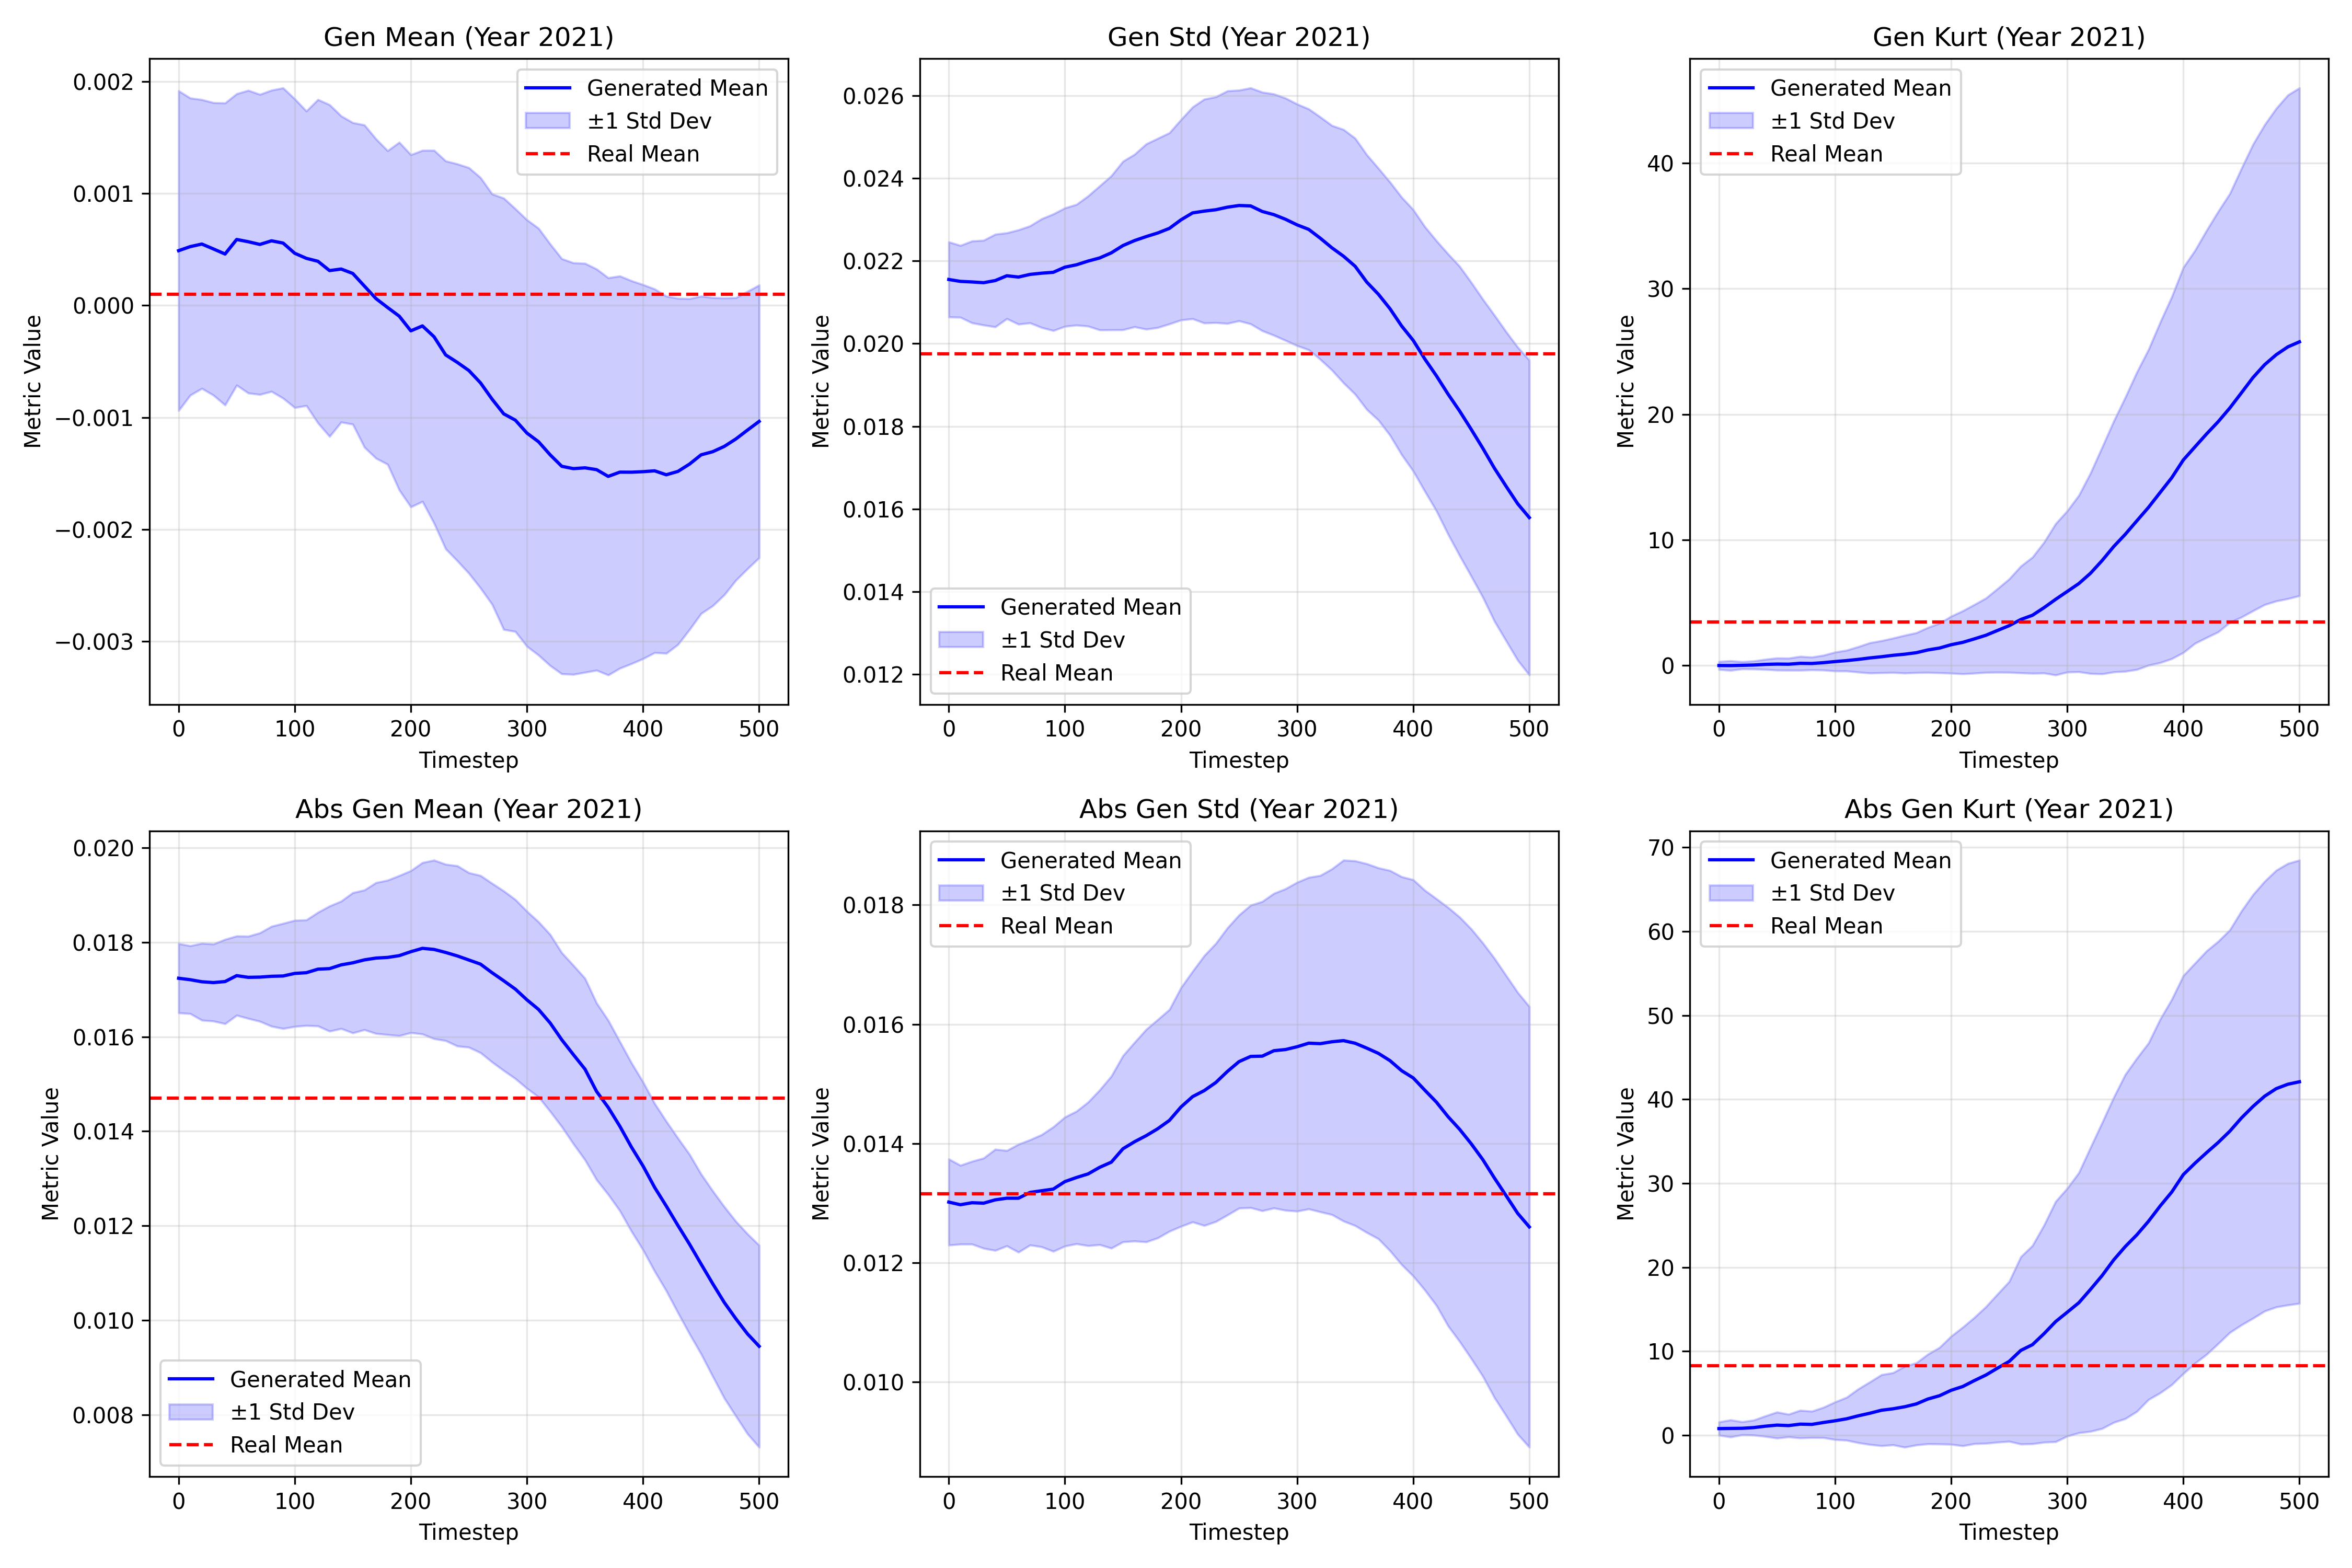 Gen Mean (Year 2021)
Metric Value
0.002
0.001
0.000
−0.001
−0.002
−0.003
Generated Mean
±1 Std Dev
Real Mean
0 100 200 300 400 500
Timestep
Gen Std (Year 2021)
Metric Value
0.026
0.024
0.022
0.020
0.018
0.016
0.014
0.012
Generated Mean
±1 Std Dev
Real Mean
0 100 200 300 400 500
Timestep
Gen Kurt (Year 2021)
Metric Value
40
30
20
10
0
Generated Mean
±1 Std Dev
Real Mean
0 100 200 300 400 500
Timestep
Abs Gen Mean (Year 2021)
Metric Value
0.020
0.018
0.016
0.014
0.012
0.010
0.008
Generated Mean
±1 Std Dev
Real Mean
0 100 200 300 400 500
Timestep
Abs Gen Std (Year 2021)
Metric Value
0.018
0.016
0.014
0.012
0.010
Generated Mean
±1 Std Dev
Real Mean
0 100 200 300 400 500
Timestep
Abs Gen Kurt (Year 2021)
Metric Value
70
60
50
40
30
20
10
0
Generated Mean
±1 Std Dev
Real Mean
0 100 200 300 400 500
Timestep